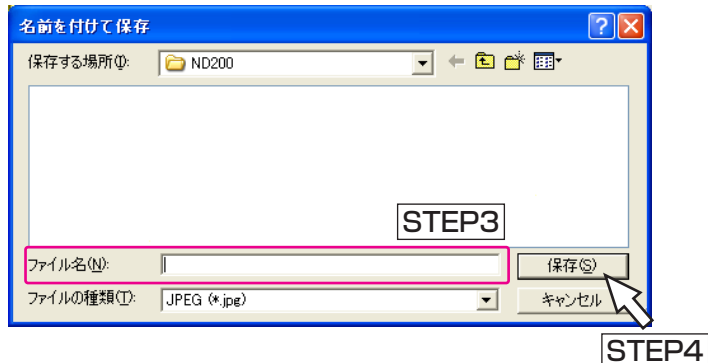 名前を付けて保存
保存する場所(I): ND200
STEP3
ファイル名(N): 保存(S)
ファイルの種類(T): JPEG (*.jpg) キャンセル
STEP4